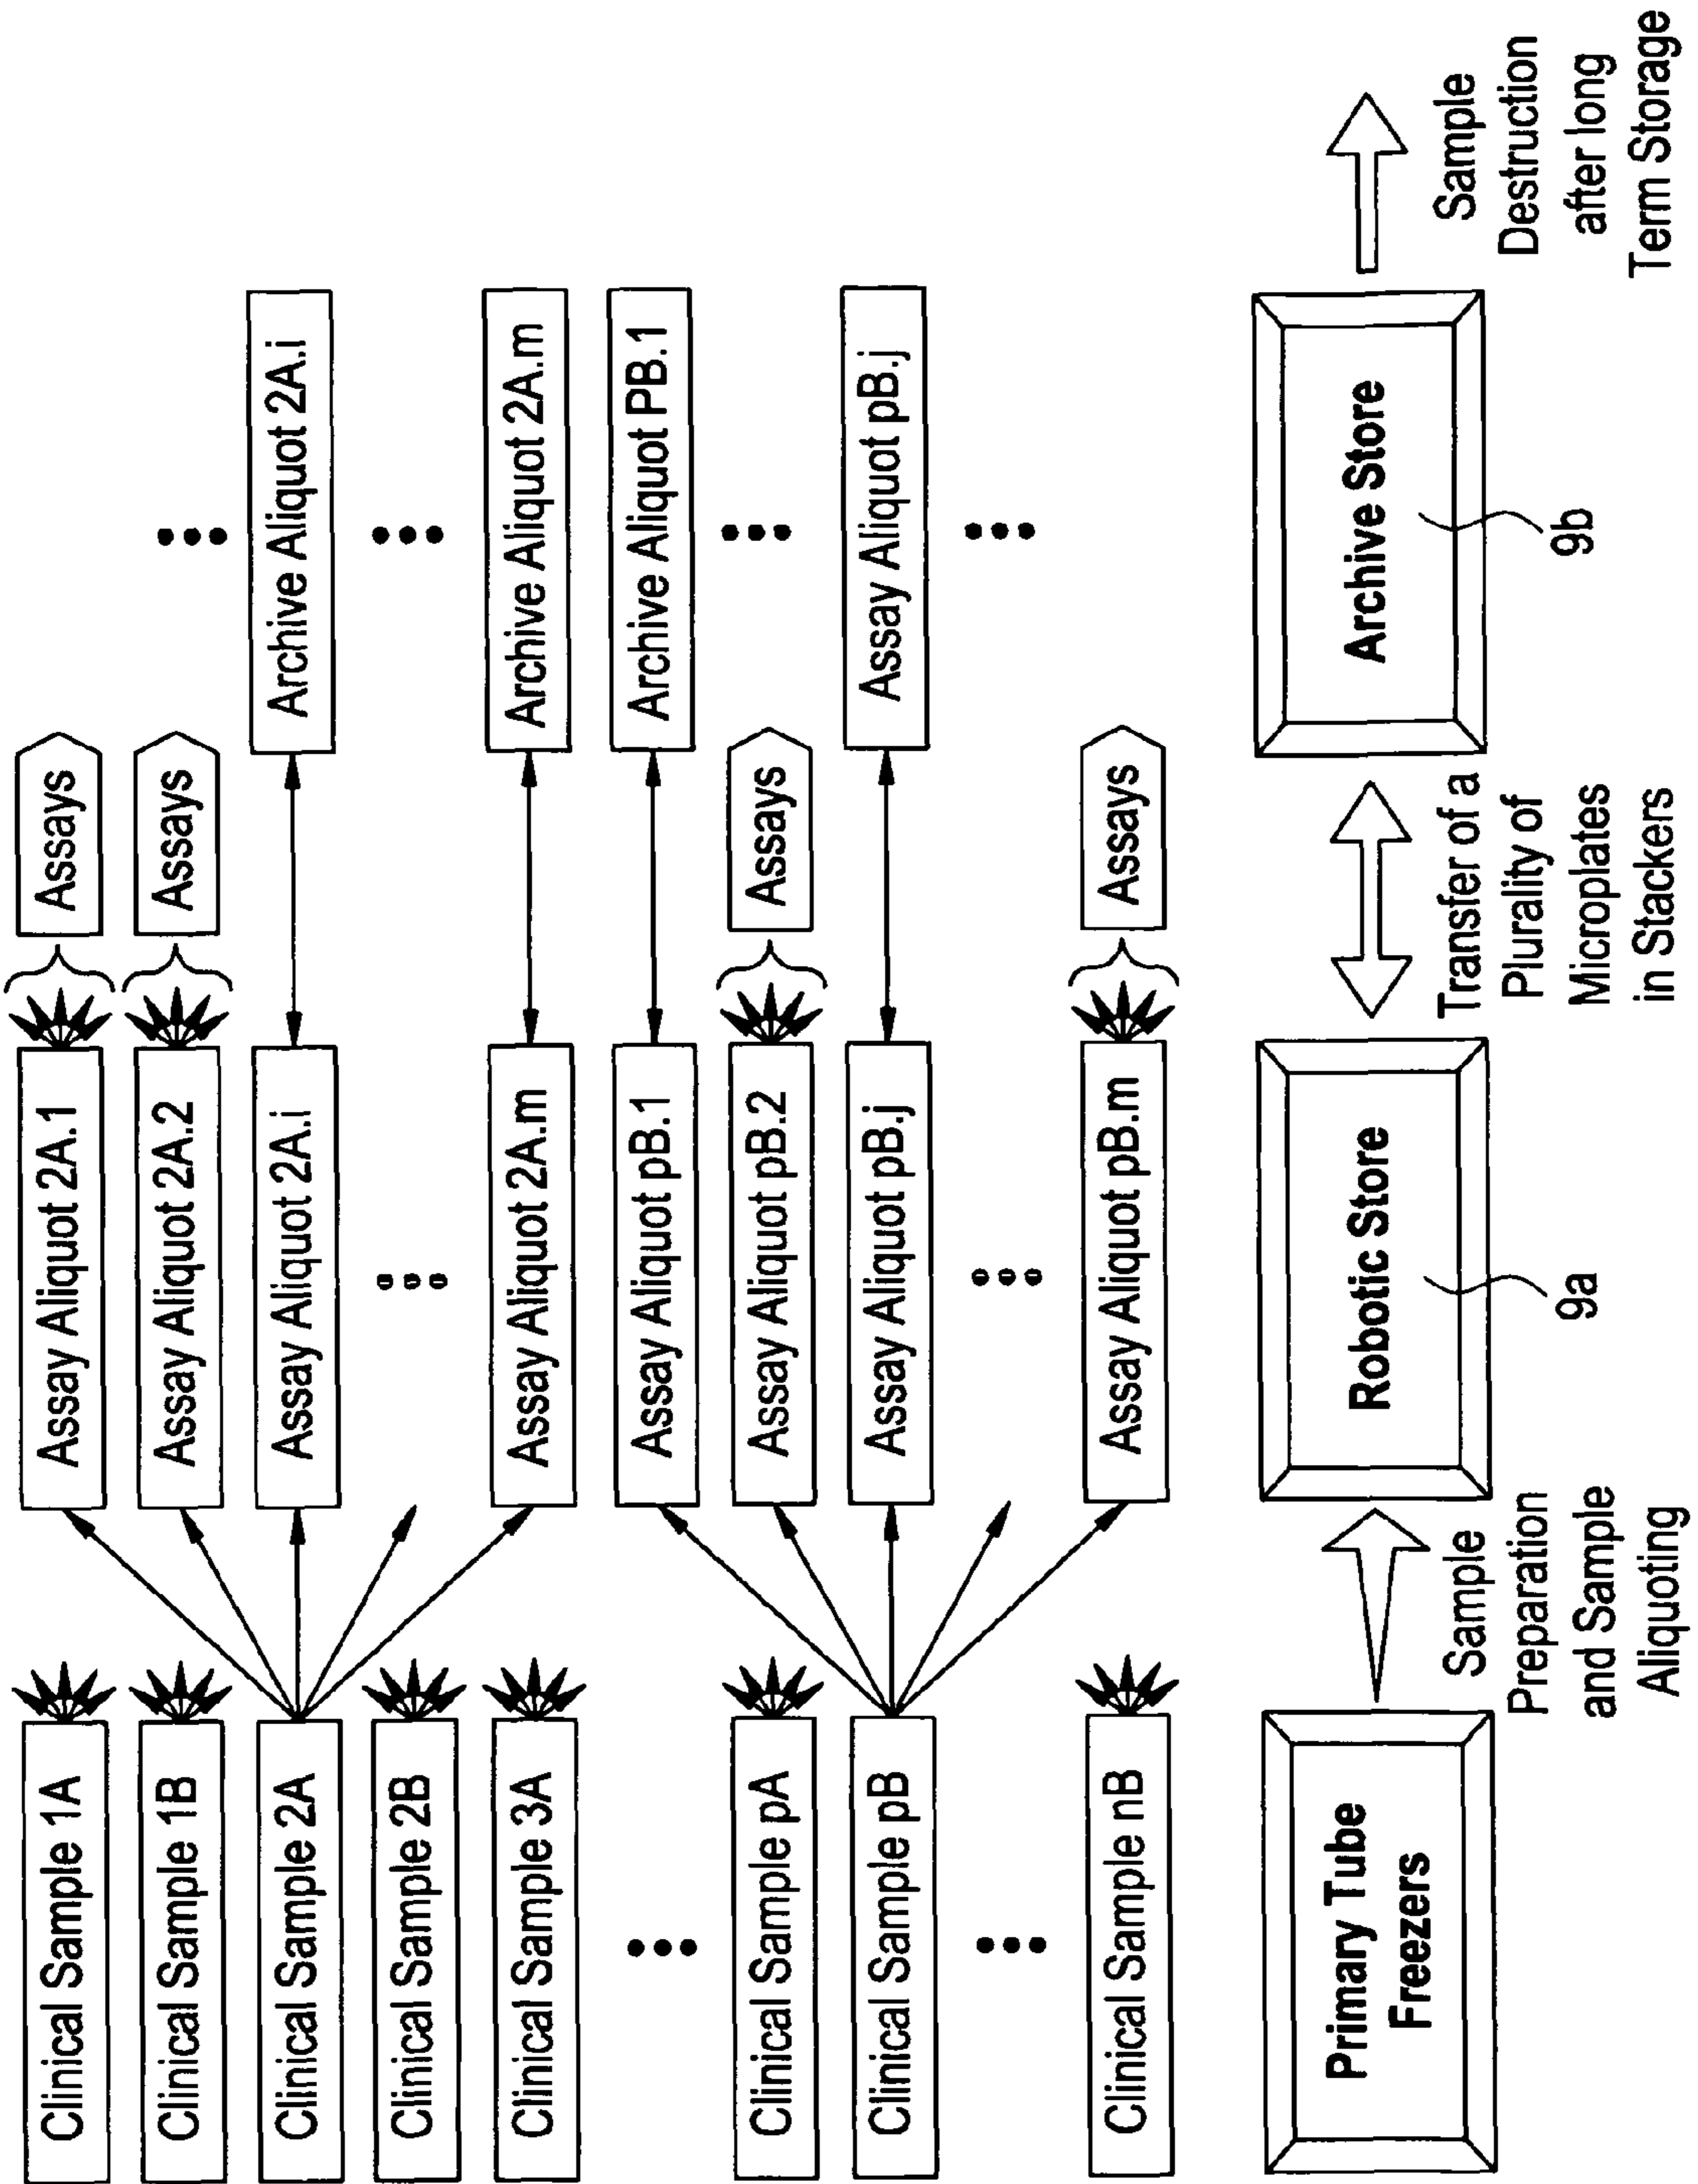 Clinical Sample 1A
Clinical Sample 1B
Clinical Sample 2A
Clinical Sample 2B
Clinical Sample 3A
Clinical Sample pA
Clinical Sample pB
Clinical Sample nB
Primary Tube
Freezers
Sample
Preparation
and Sample
Aliquoting
Assay Aliquot 2A.1
Assay Aliquot 2A.2
Assay Aliquot 2A.i
Assay Aliquot 2A.m
Assay Aliquot pB.1
Assay Aliquot pB.2
Assay Aliquot pB.j
Assay Aliquot pB.m
Robotic Store
9a
Assays
Assays
Assays
Assays
Transfer of a
Plurality of
Microplates
in Stackers
Archive Aliquot 2A.i
Archive Aliquot 2A.m
Archive Aliquot PB.1
Assay Aliquot pB.j
Archive Store
9b
Sample
Destruction
after long
Term Storage